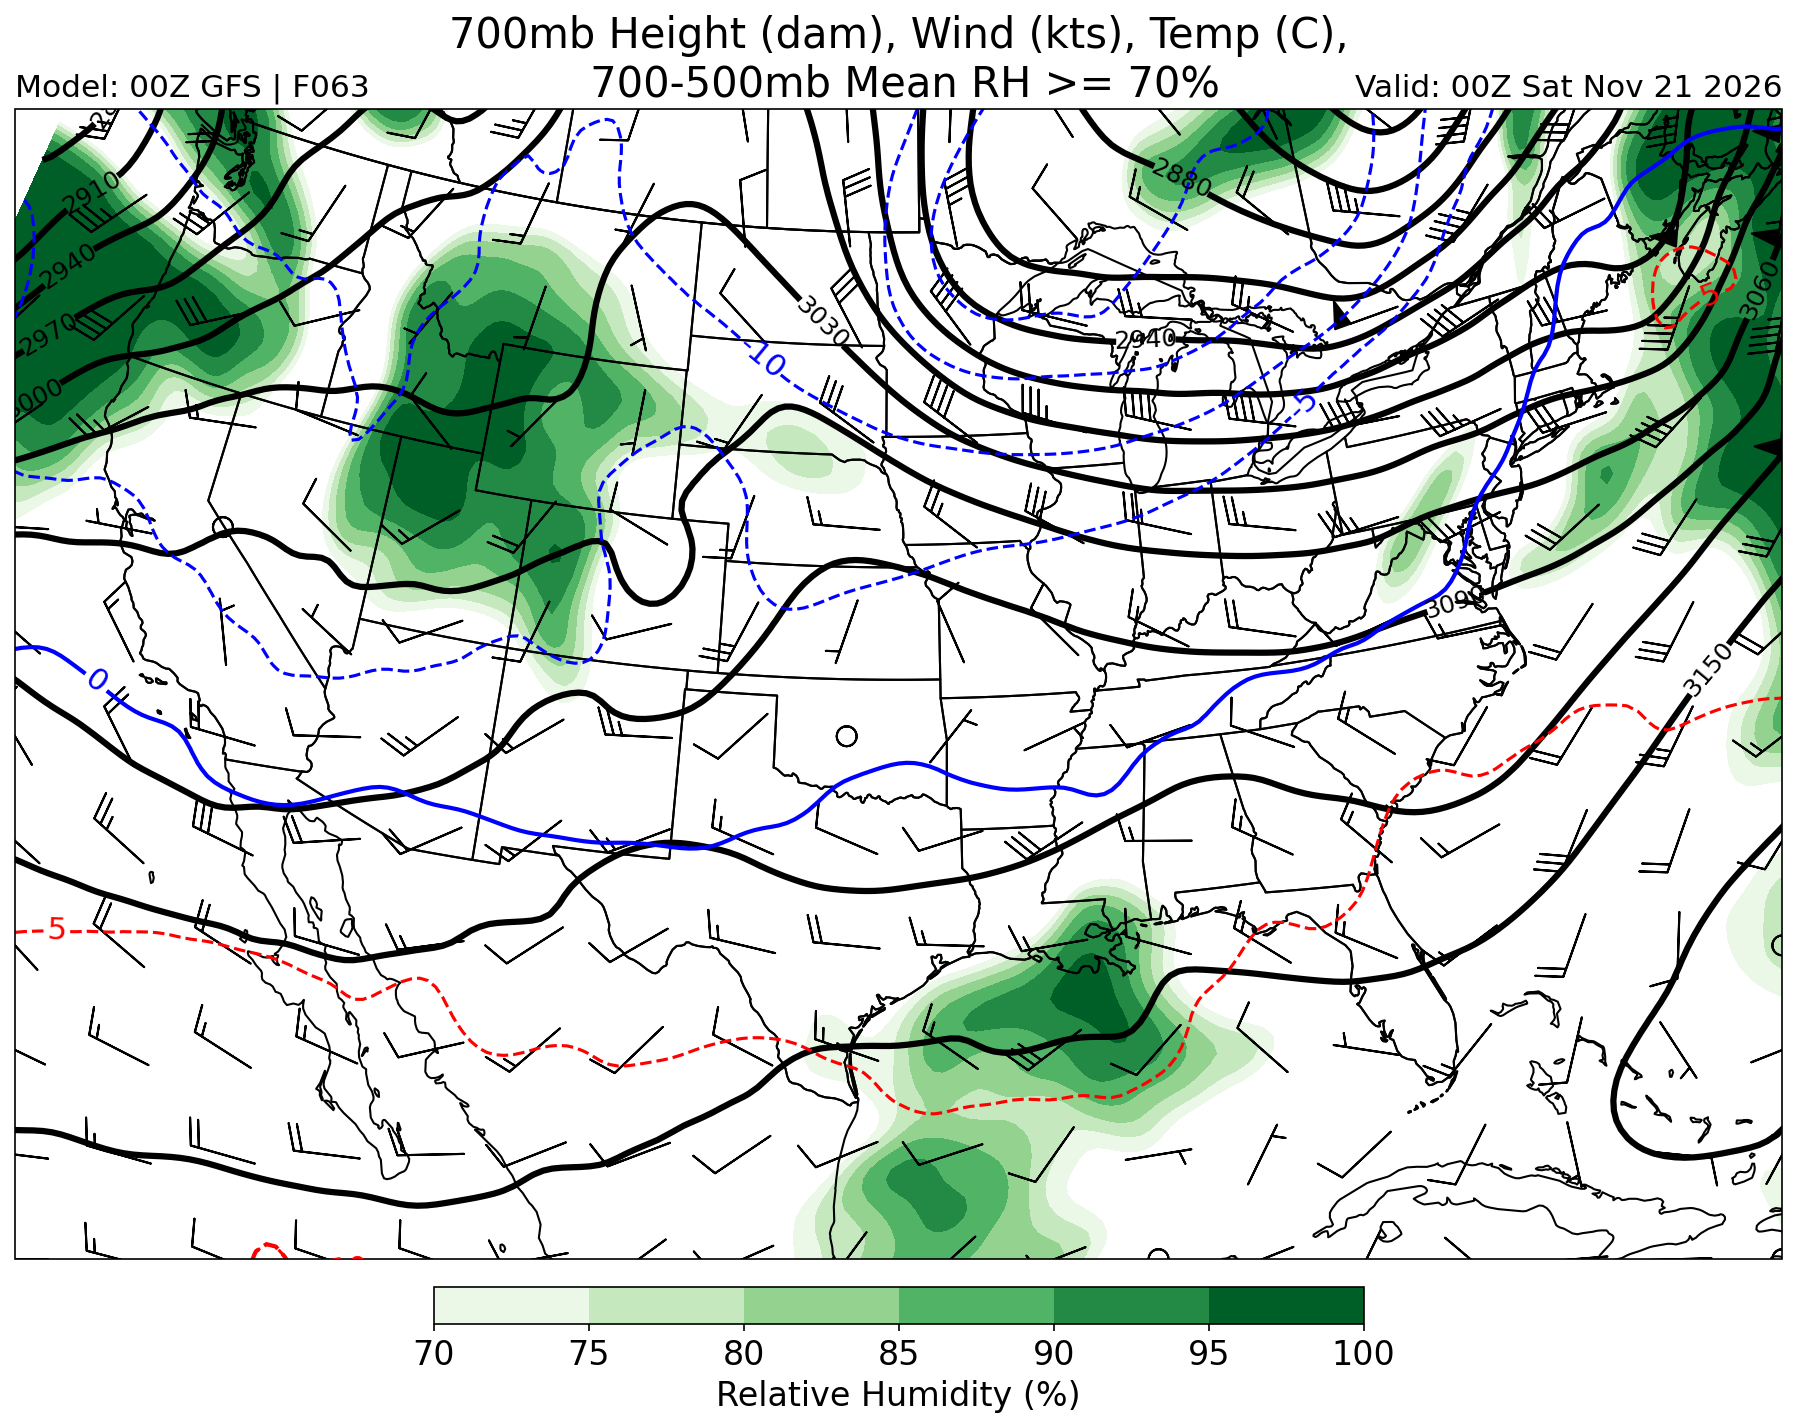 700mb Height (dam), Wind (kts), Temp (C),
700-500mb Mean RH >= 70%
Model: 00Z GFS | F063
Valid: 00Z Sat Nov 21 2026
2910
2940
2970
3000
2880
3030
2940
3060
3090
3150
-10
-5
0
5
5
70 75 80 85 90 95 100
Relative Humidity (%)